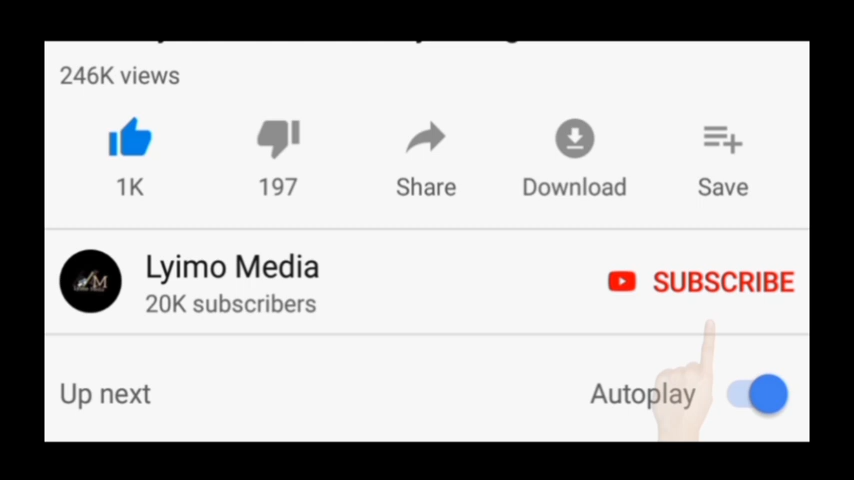 246K views
1K 197 Share Download Save
Lyimo Media
SUBSCRIBE
20K subscribers
Up next Autoplay